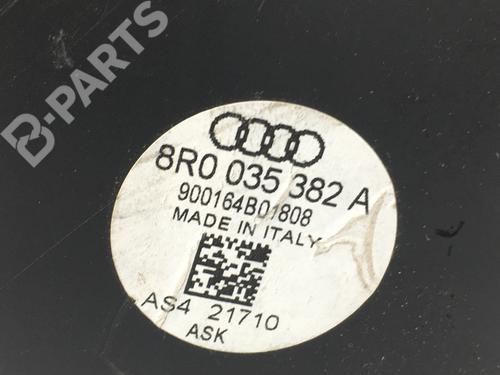 B-PARTS
8R0 035 382 A
900164B01808
MADE IN ITALY
AS4 21710
ASK